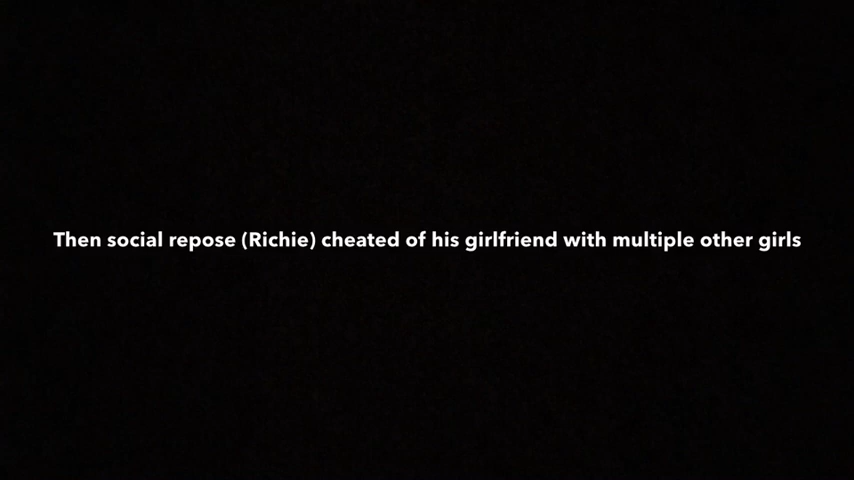 Then social repose (Richie) cheated of his girlfriend with multiple other girls